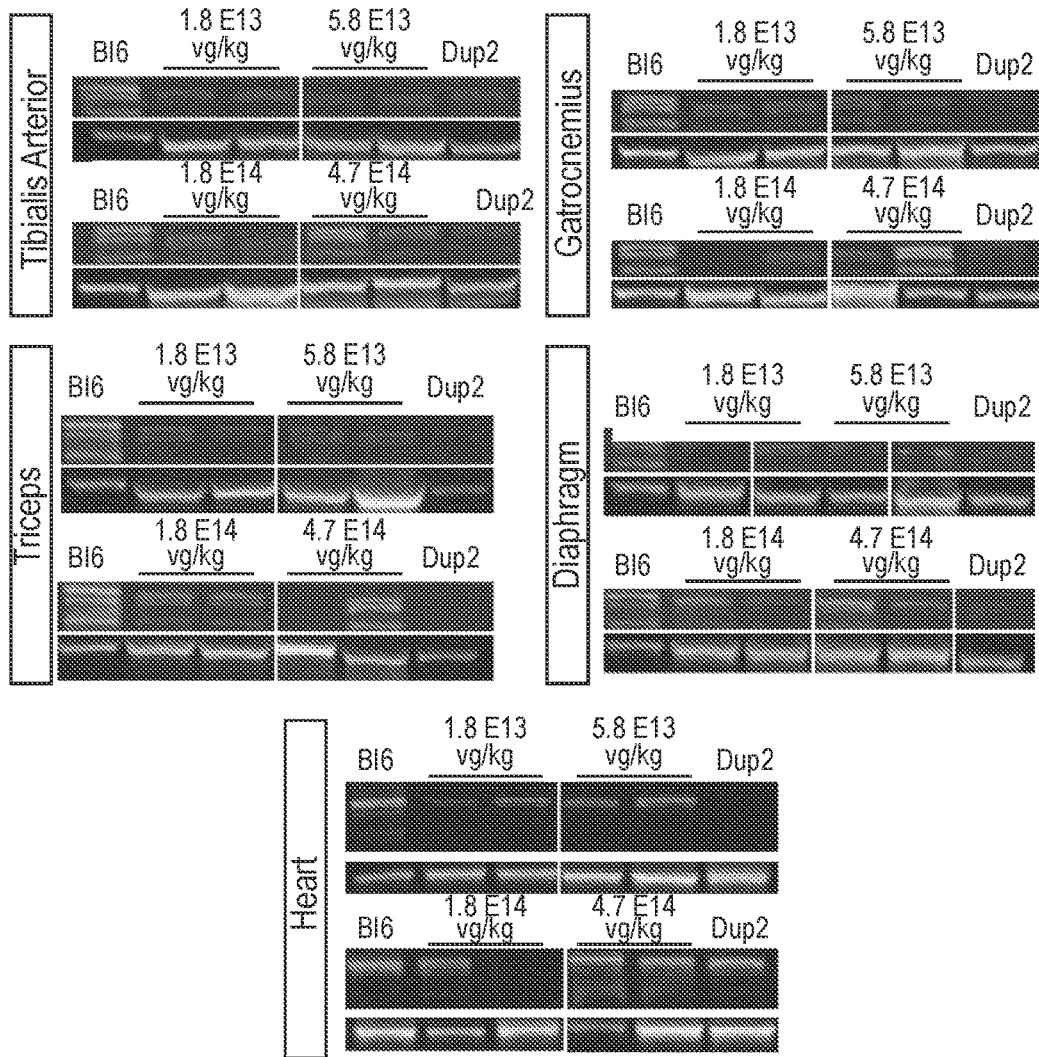 Tibialis Arterior
1.8 E13 5.8 E13
Bl6 vg/kg vg/kg Dup2
1.8 E14 4.7 E14
Bl6 vg/kg vg/kg Dup2
Gatrocnemius
1.8 E13 5.8 E13
Bl6 vg/kg vg/kg Dup2
1.8 E14 4.7 E14
Bl6 vg/kg vg/kg Dup2
Triceps
1.8 E13 5.8 E13
Bl6 vg/kg vg/kg Dup2
1.8 E14 4.7 E14
Bl6 vg/kg vg/kg Dup2
Diaphragm
1.8 E13 5.8 E13
Bl6 vg/kg vg/kg Dup2
1.8 E14 4.7 E14
Bl6 vg/kg vg/kg Dup2
Heart
1.8 E13 5.8 E13
Bl6 vg/kg vg/kg Dup2
1.8 E14 4.7 E14
Bl6 vg/kg vg/kg Dup2